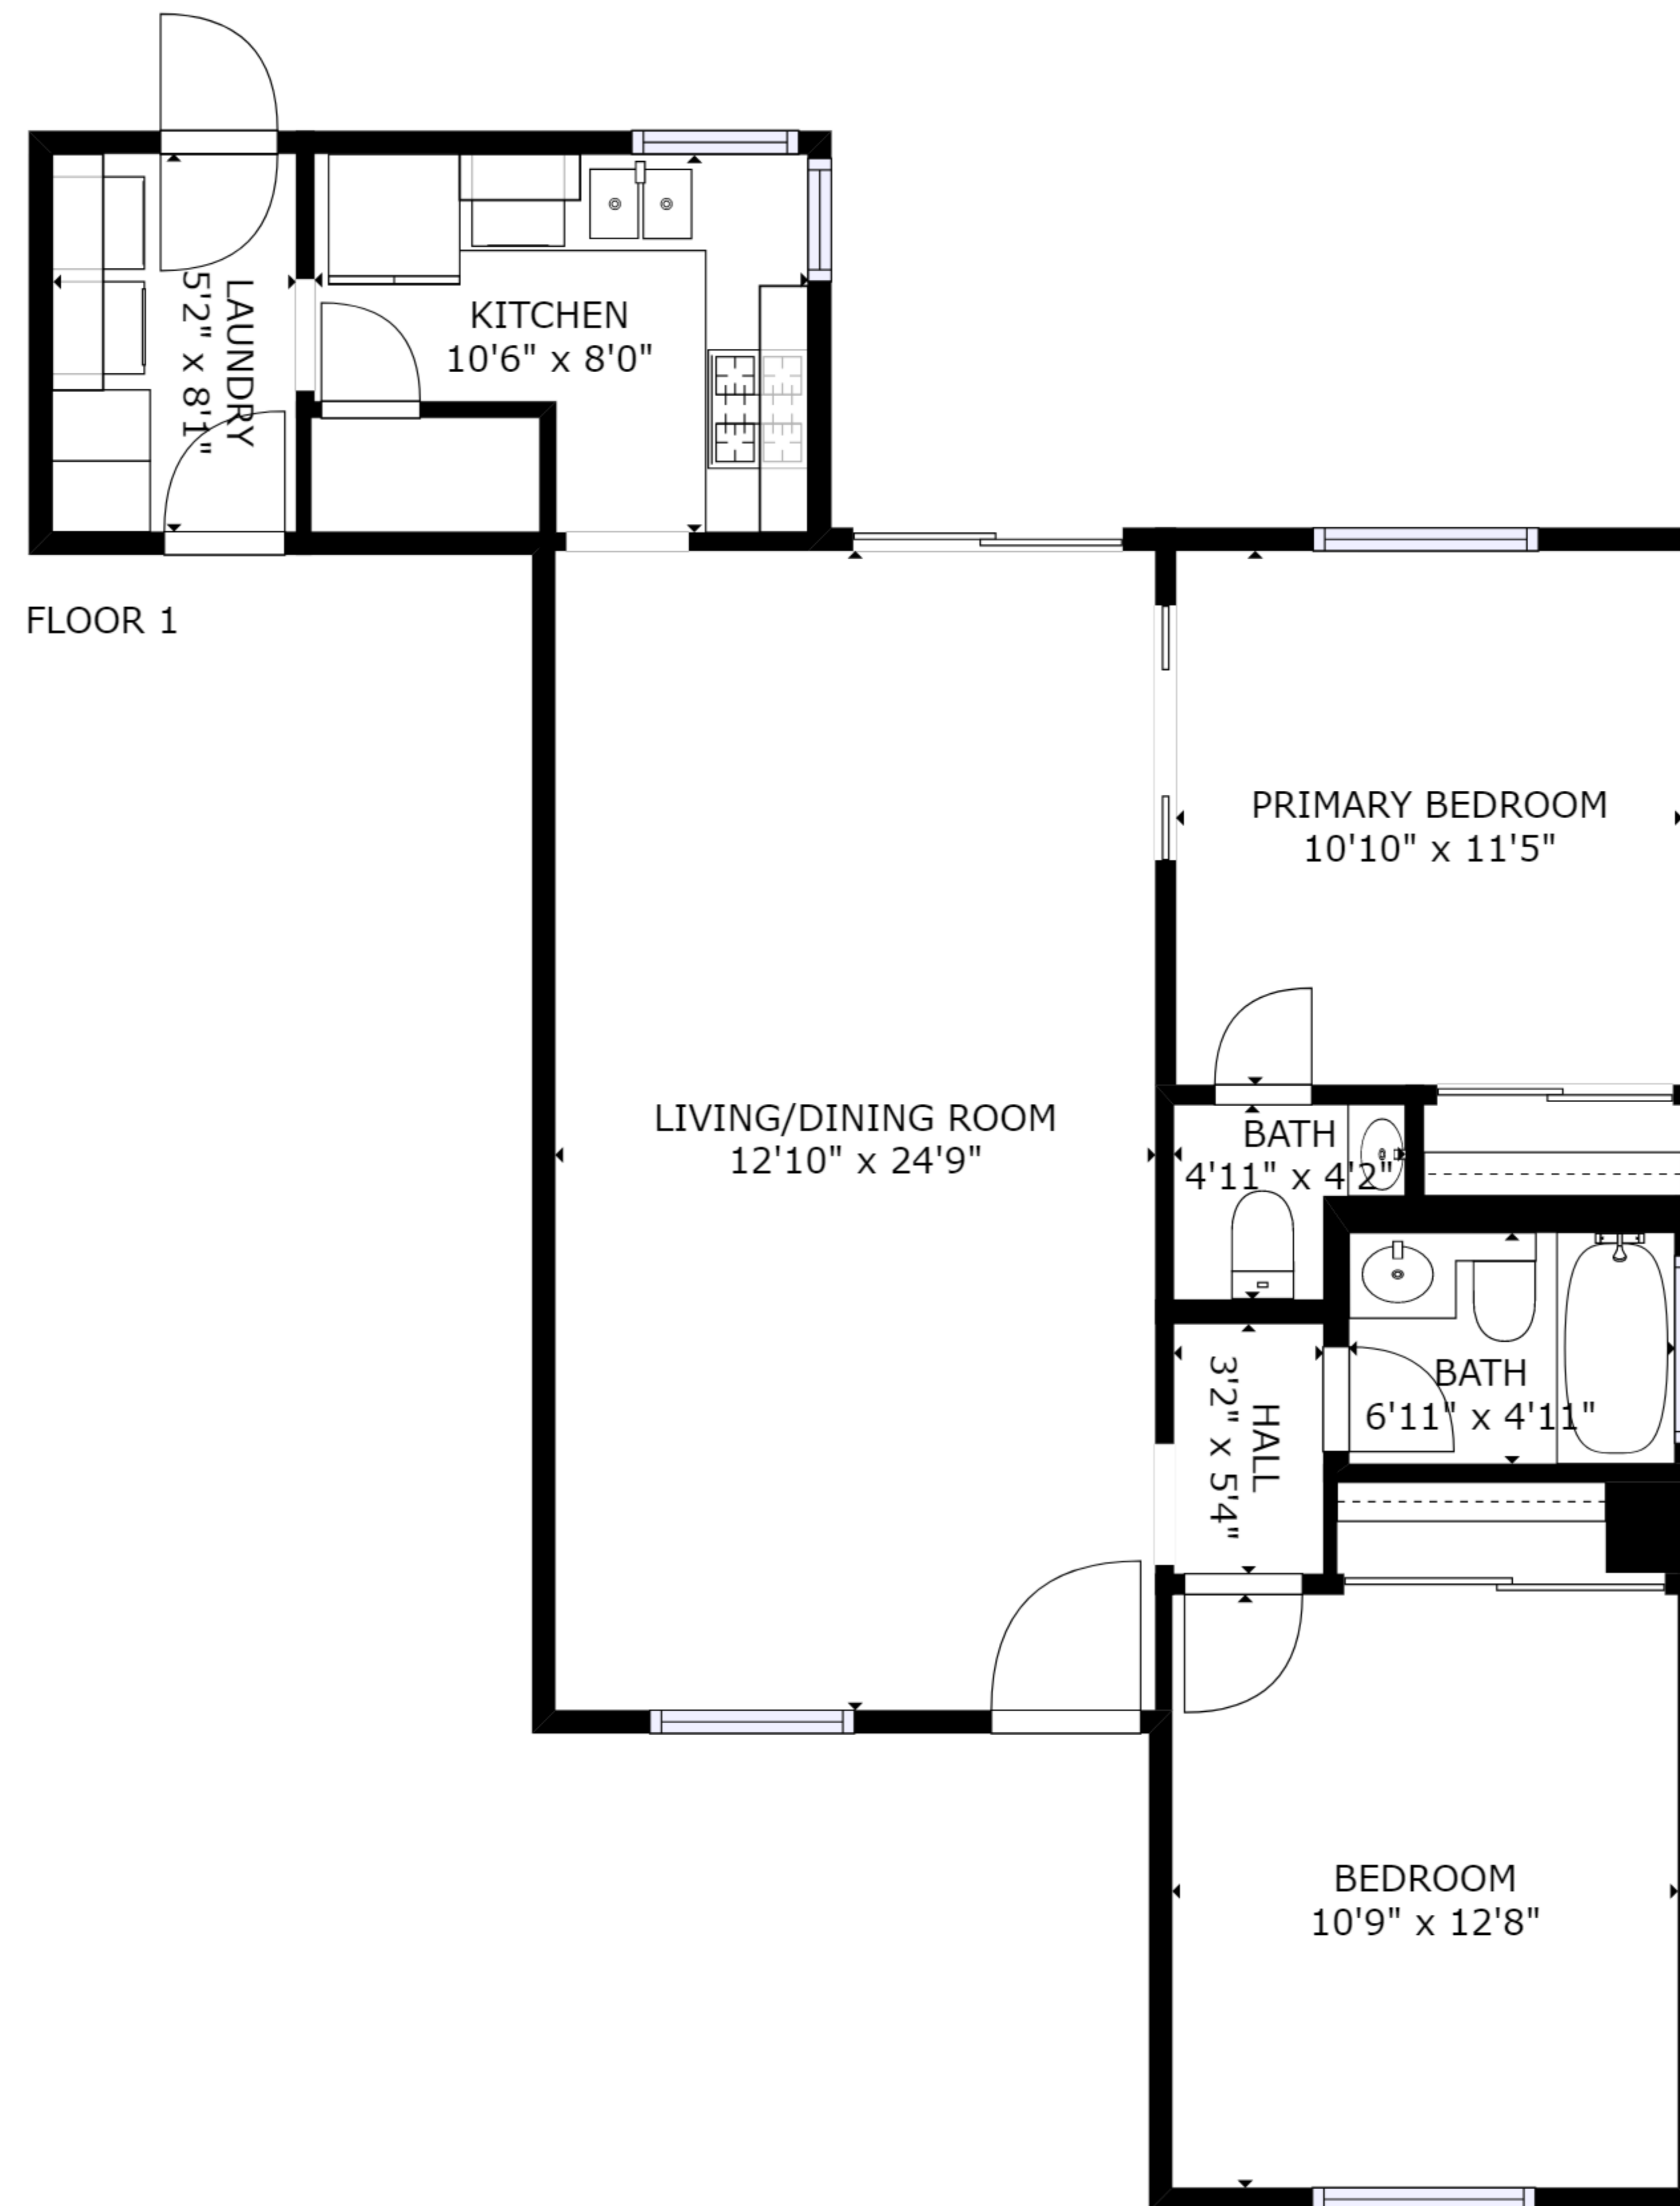 LAUNDRY
5'2" x 8'1"
KITCHEN
10'6" x 8'0"
FLOOR 1
PRIMARY BEDROOM
10'10" x 11'5"
LIVING/DINING ROOM
12'10" x 24'9"
BATH
4'11" x 4'2"
BATH
6'11" x 4'11"
HALL
3'2" x 5'4"
BEDROOM
10'9" x 12'8"